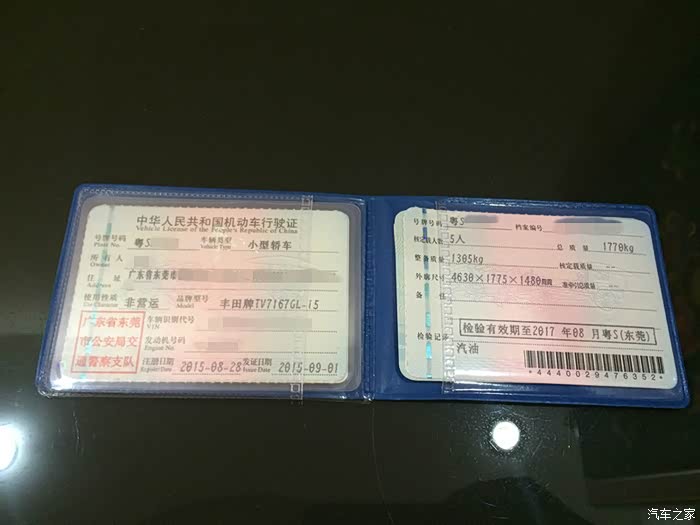 中华人民共和国机动车行驶证
Vehicle License of the People's Republic of China
号牌号码 粤S 车辆类型 小型轿车
Plate No. Vehicle Type
所有人
Owner
住址 广东省东莞市
Address
使用性质 非营运 品牌型号 丰田牌TV7167GL-i5
Use Character
广东省东莞
市公安局交
通警察支队
车辆识别代号
VIN
发动机号码
Engine No.
注册日期 2015-08-28 发证日期 2015-09-01
Register Date Issue Date
号牌号码 粤S 档案编号
核定载人数 5人 总质量 1770kg
整备质量 1305kg 核定载质量 --
外廓尺寸 4630×1775×1480mm 准牵引总质量 --
备注
检验记录 检验有效期至2017年08月粤S(东莞)
汽油
*4440029476352*
汽车之家